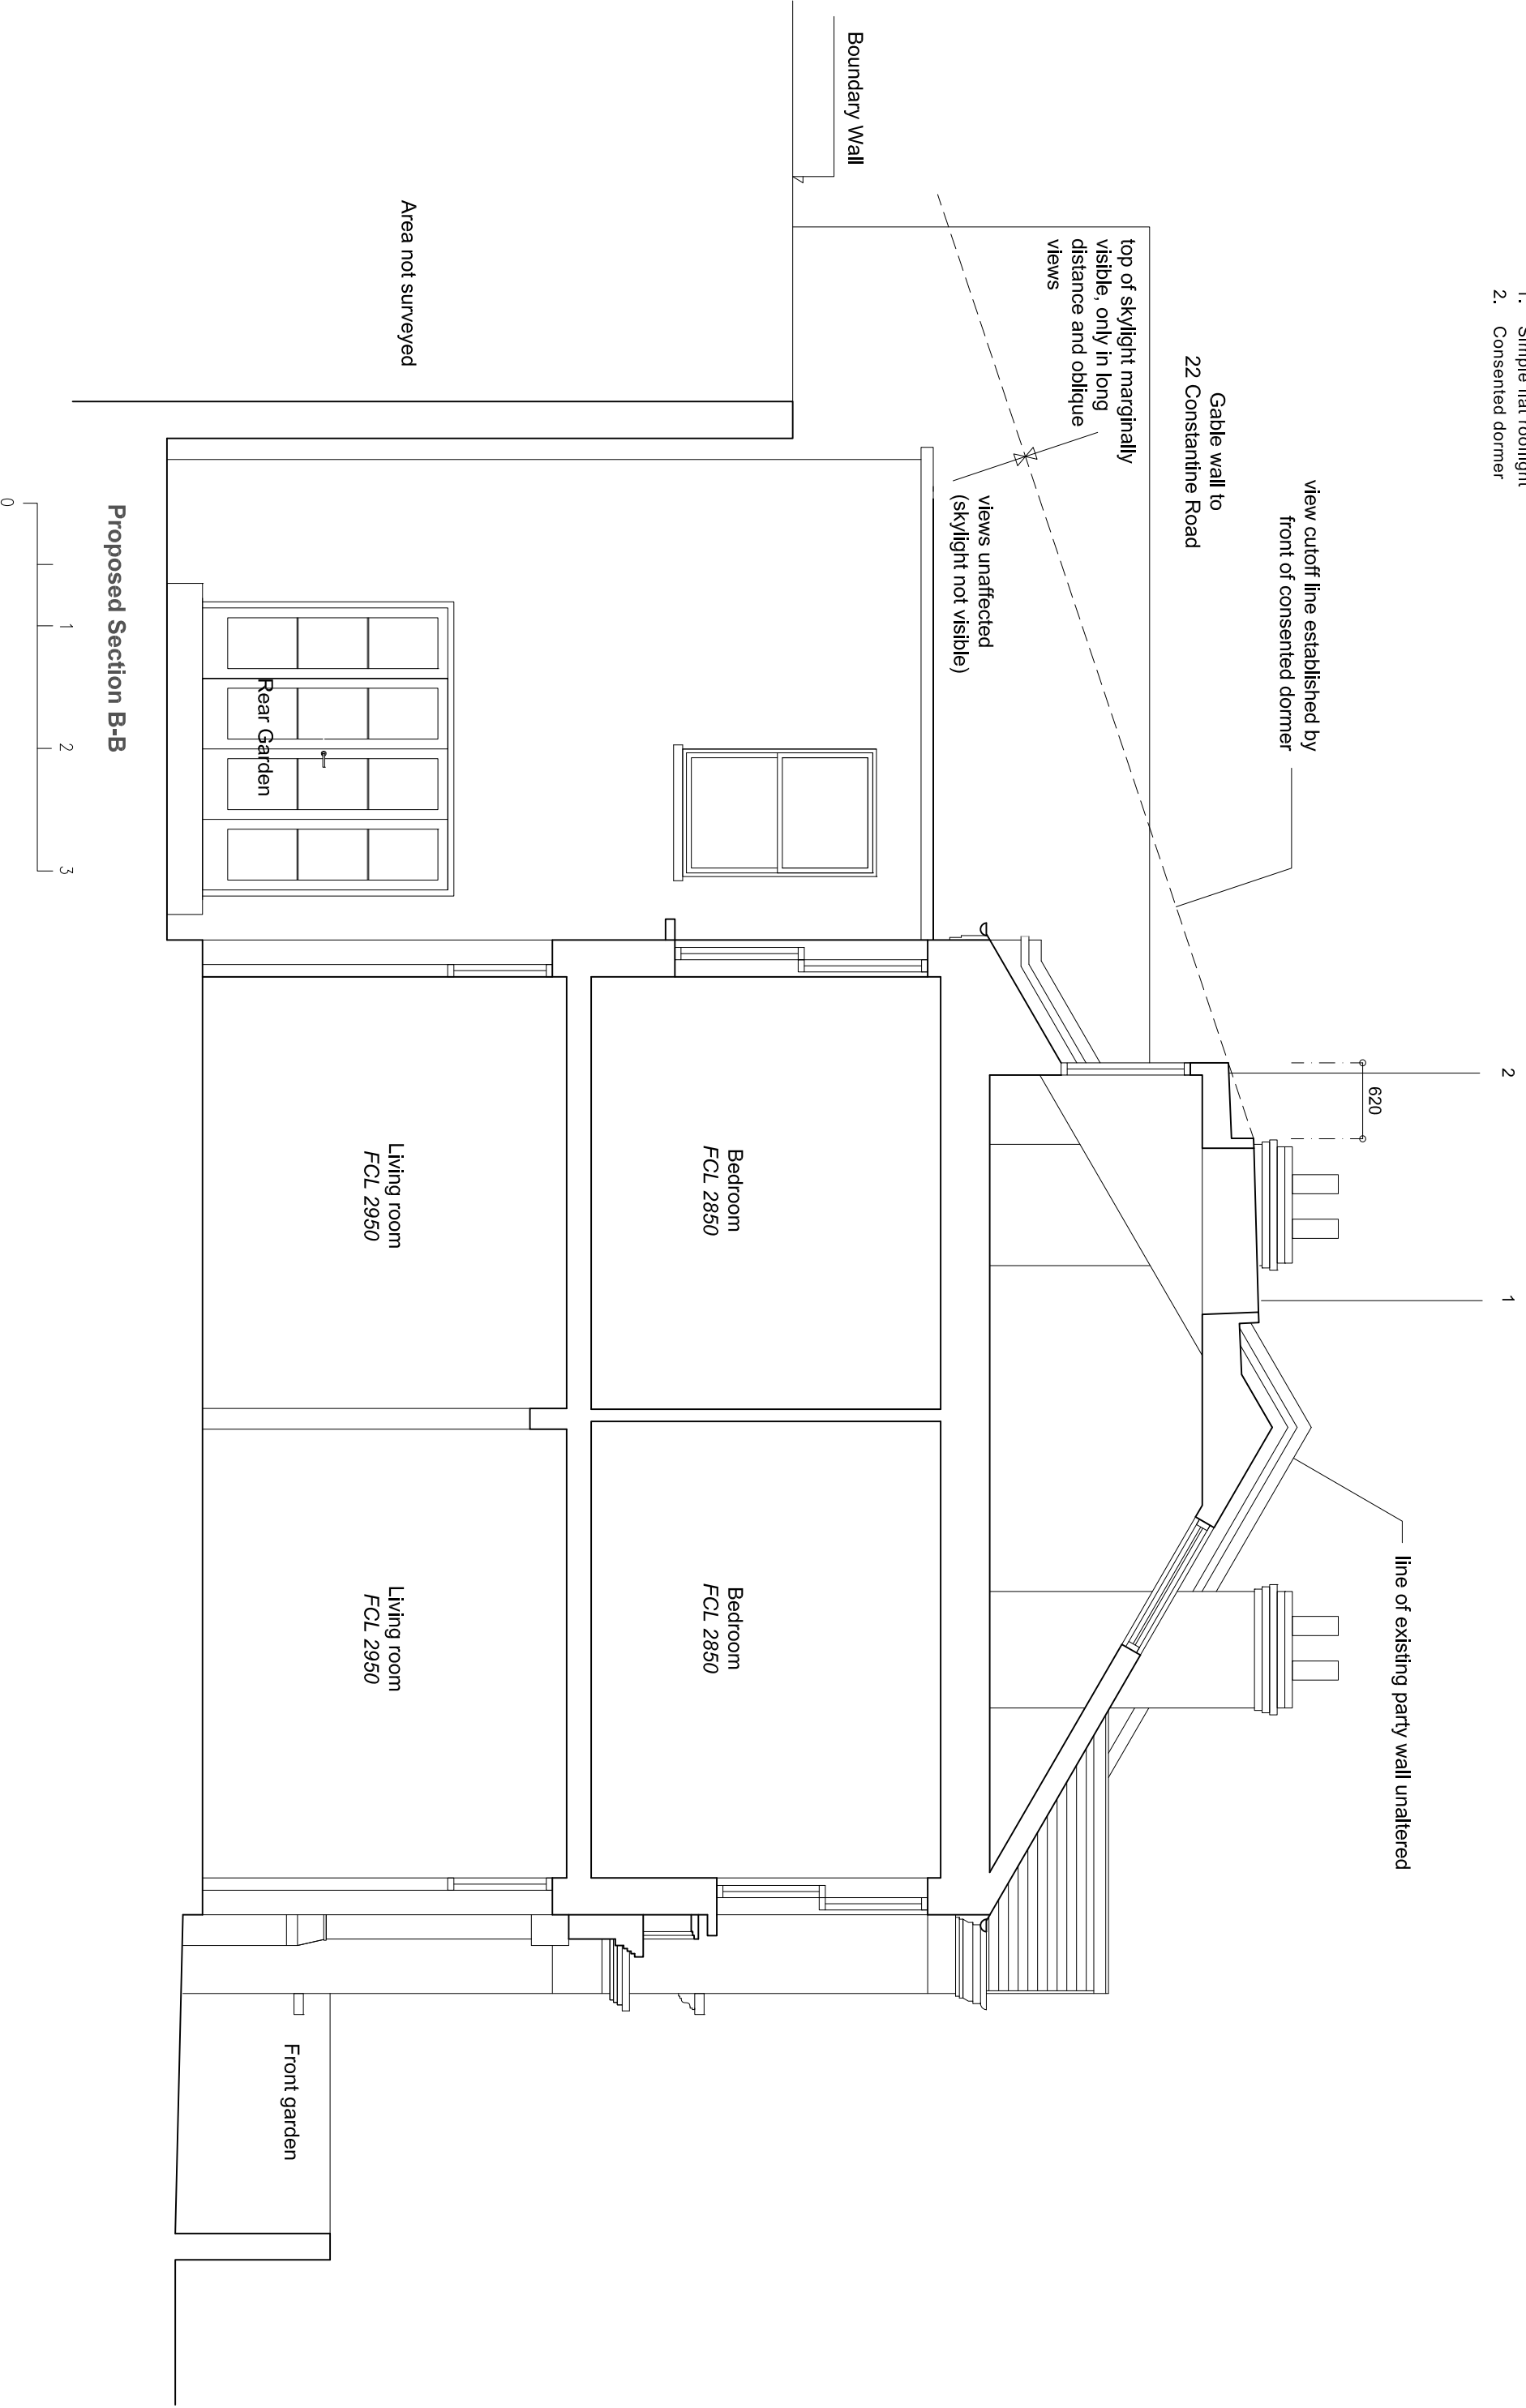 1. Simple flat rooflight
2. Consented dormer
2
1
620
line of existing party wall unaltered
view cutoff line established by
front of consented dormer
Gable wall to
22 Constantine Road
top of skylight marginally
visible, only in long
distance and oblique
views
views unaffected
(skylight not visible)
Boundary Wall
Bedroom
FCL 2850
Bedroom
FCL 2850
Area not surveyed
Living room
FCL 2950
Living room
FCL 2950
Rear Garden
Front garden
Proposed Section B-B
0
1
2
3